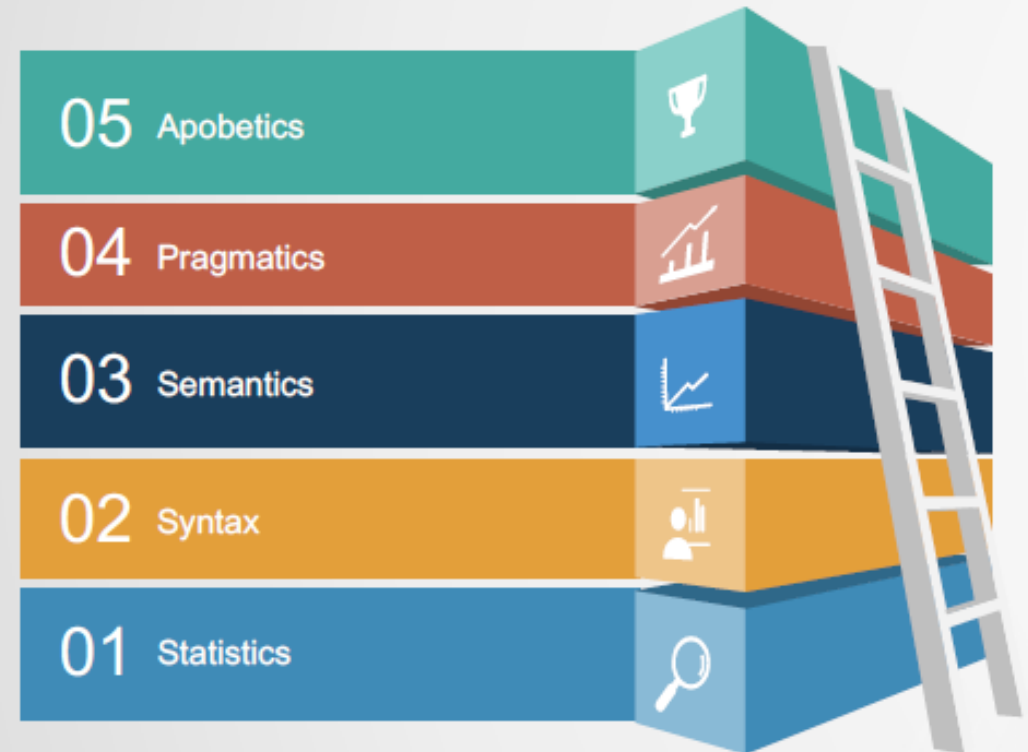 05 Apobetics
04 Pragmatics
03 Semantics
02 Syntax
01 Statistics